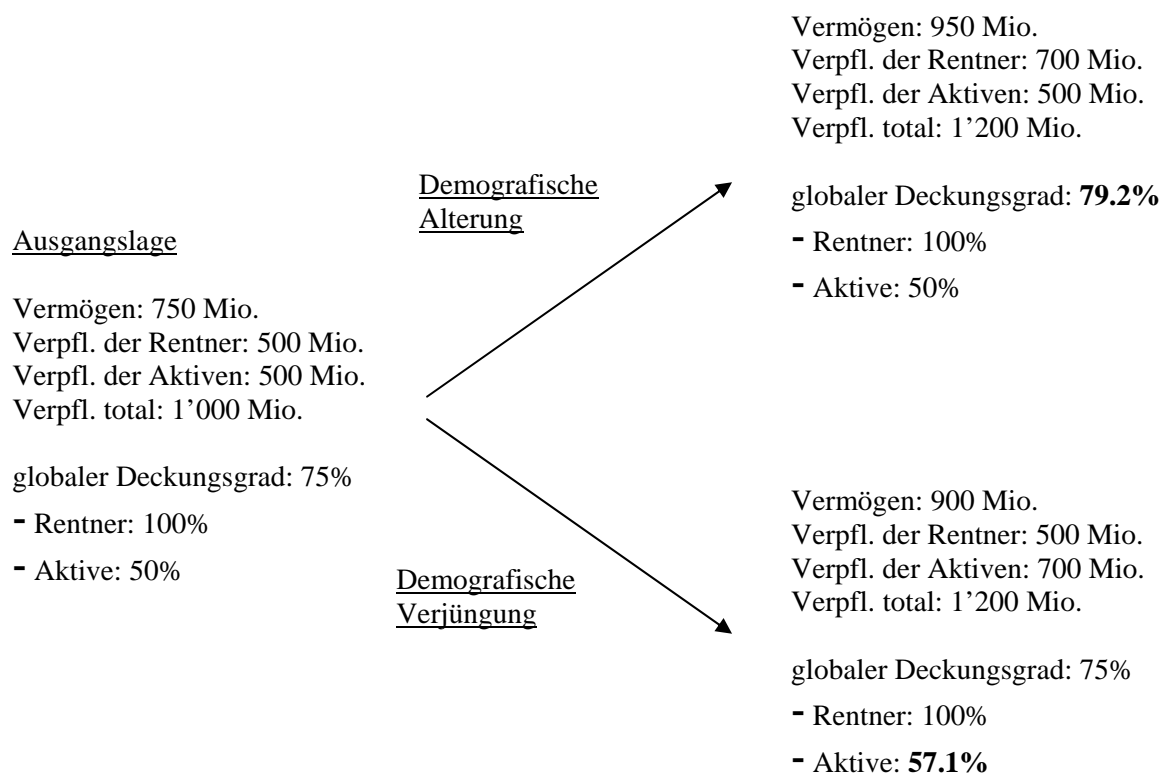 Ausgangslage
Vermögen: 750 Mio.
Verpfl. der Rentner: 500 Mio.
Verpfl. der Aktiven: 500 Mio.
Verpfl. total: 1’000 Mio.
globaler Deckungsgrad: 75%
- Rentner: 100%
- Aktive: 50%
Demografische
Alterung
Vermögen: 950 Mio.
Verpfl. der Rentner: 700 Mio.
Verpfl. der Aktiven: 500 Mio.
Verpfl. total: 1’200 Mio.
globaler Deckungsgrad: 79.2%
- Rentner: 100%
- Aktive: 50%
Demografische
Verjüngung
Vermögen: 900 Mio.
Verpfl. der Rentner: 500 Mio.
Verpfl. der Aktiven: 700 Mio.
Verpfl. total: 1’200 Mio.
globaler Deckungsgrad: 75%
- Rentner: 100%
- Aktive: 57.1%